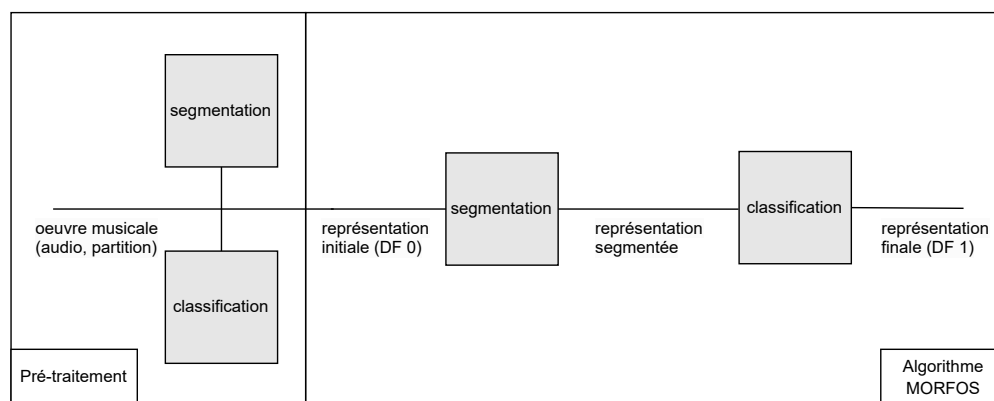 segmentation
oeuvre musicale
(audio, partition)
classification
Pré-traitement
représentation
initiale (DF 0)
segmentation
représentation
segmentée
classification
représentation
finale (DF 1)
Algorithme
MORFOS